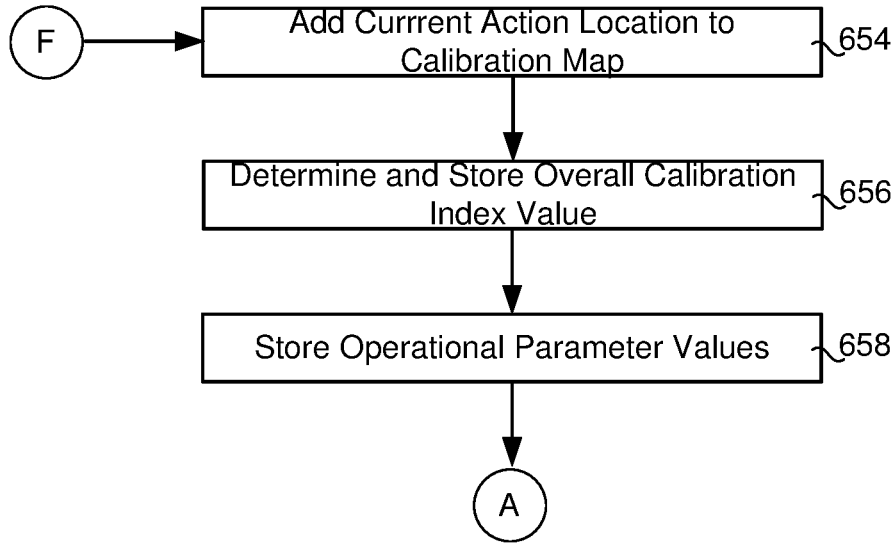 F
Add Currrent Action Location to
Calibration Map
654
Determine and Store Overall Calibration
Index Value
656
Store Operational Parameter Values
658
A